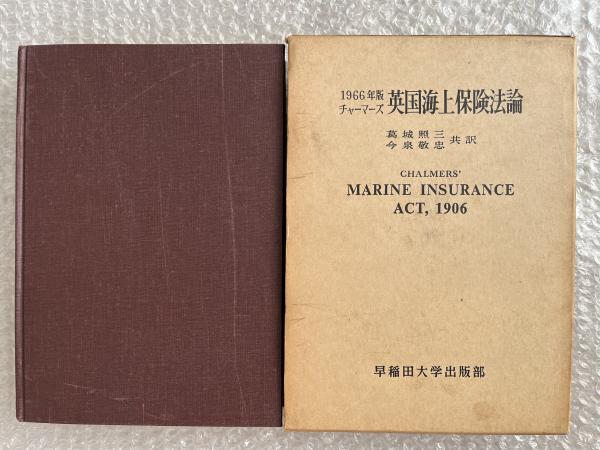 1966年版
チャーマーズ 英国海上保険法論
葛城照三
今泉敬忠 共訳
CHALMERS'
MARINE INSURANCE
ACT, 1906
早稲田大学出版部